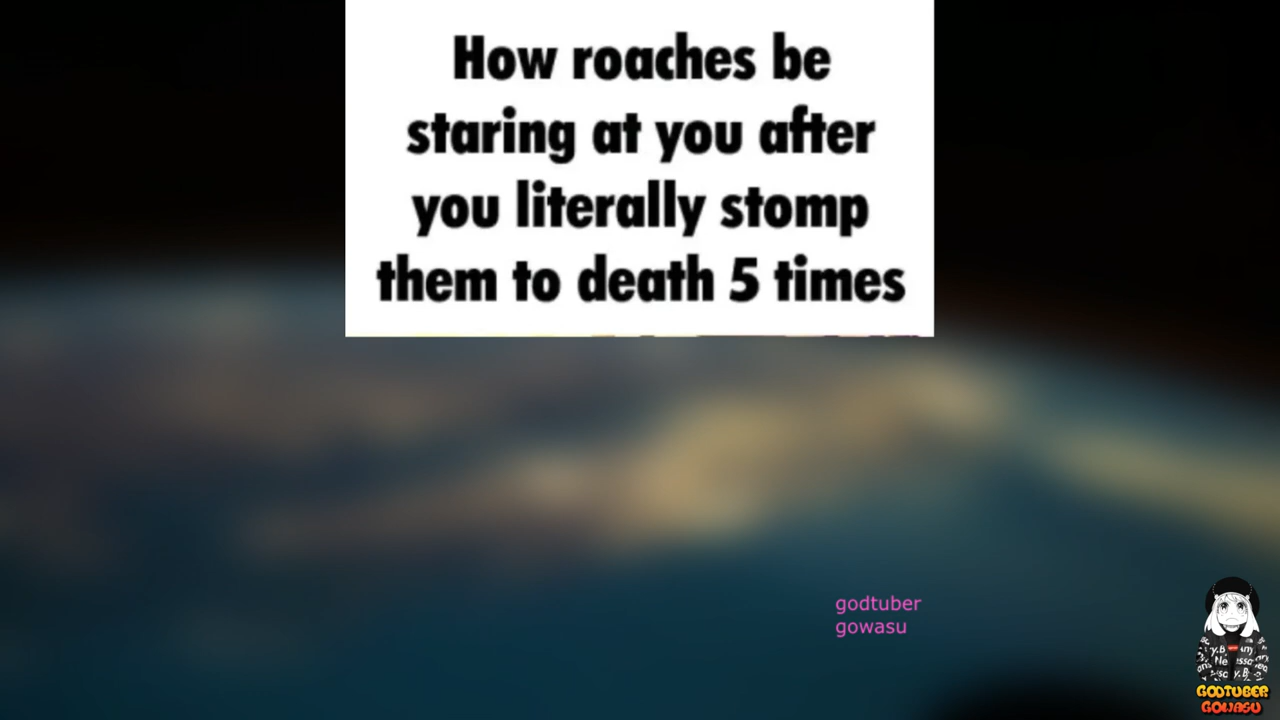 How roaches be
staring at you after
you literally stomp
them to death 5 times
godtuber
gowasu
GODTUBER
GOWASU